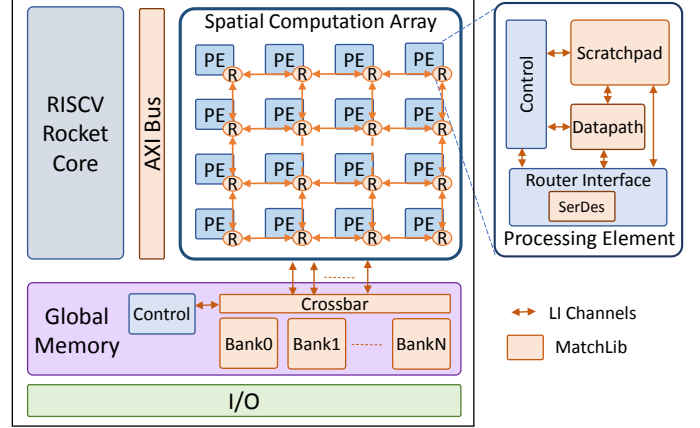 Spatial Computation Array
RISCV
Rocket
Core
AXI Bus
PE PE PE PE
R R R R
PE PE PE PE
R R R R
PE PE PE PE
R R R R
PE PE PE PE
R R R R
Control
Scratchpad
Datapath
Router Interface
SerDes
Processing Element
Global
Memory
Control
Crossbar
Bank0 Bank1 BankN
I/O
LI Channels
MatchLib